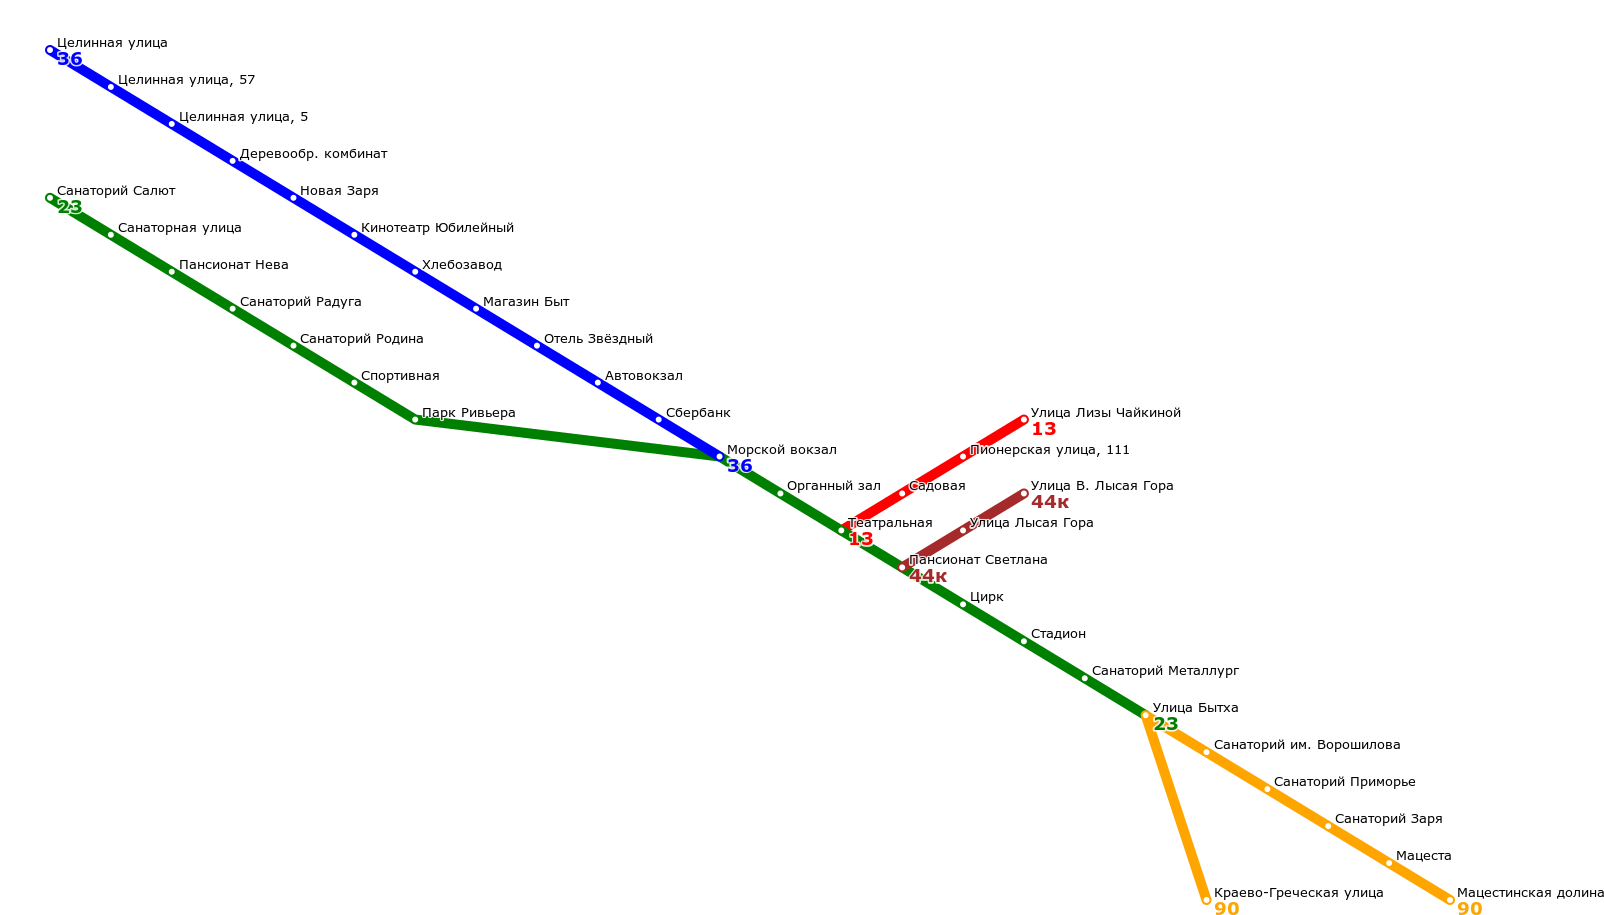 Целинная улица
36
Целинная улица, 57
Целинная улица, 5
Деревообр. комбинат
Новая Заря
Кинотеатр Юбилейный
Хлебозавод
Магазин Быт
Отель Звёздный
Автовокзал
Сбербанк
Морской вокзал
36
Санаторий Салют
23
Санаторная улица
Пансионат Нева
Санаторий Радуга
Санаторий Родина
Спортивная
Парк Ривьера
Органный зал
Театральная
13
Улица Лизы Чайкиной
13
Пионерская улица, 111
Садовая
Улица В. Лысая Гора
44к
Улица Лысая Гора
Пансионат Светлана
44к
Цирк
Стадион
Санаторий Металлург
Улица Бытха
23
Санаторий им. Ворошилова
Санаторий Приморье
Санаторий Заря
Мацеста
Мацестинская долина
90
Краево-Греческая улица
90